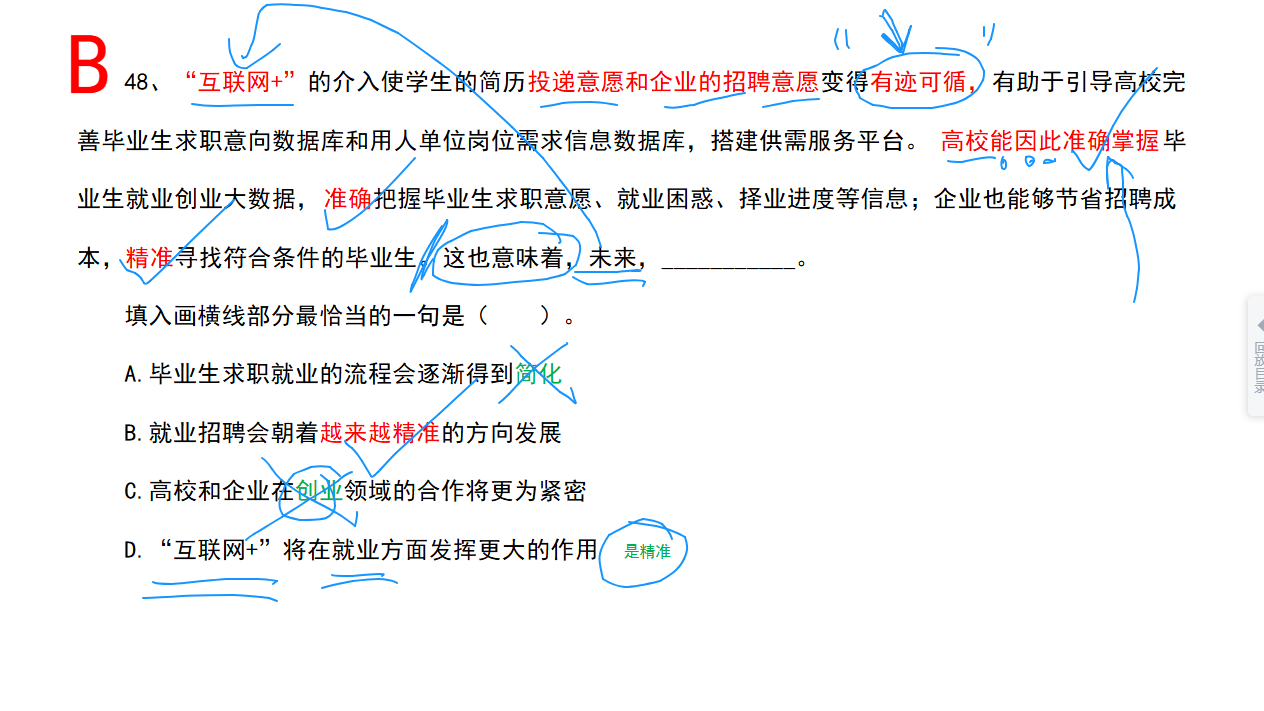 B
48、“互联网+”的介入使学生的简历投递意愿和企业的招聘意愿变得有迹可循，有助于引导高校完
善毕业生求职意向数据库和用人单位岗位需求信息数据库，搭建供需服务平台。高校能因此准确掌握毕
业生就业创业大数据，准确把握毕业生求职意愿、就业困惑、择业进度等信息；企业也能够节省招聘成
本，精准寻找符合条件的毕业生。这也意味着，未来，___________。
填入画横线部分最恰当的一句是（　　）。
A.毕业生求职就业的流程会逐渐得到简化
B.就业招聘会朝着越来越精准的方向发展
C.高校和企业在创业领域的合作将更为紧密
D.“互联网+”将在就业方面发挥更大的作用 是精准
回放目录